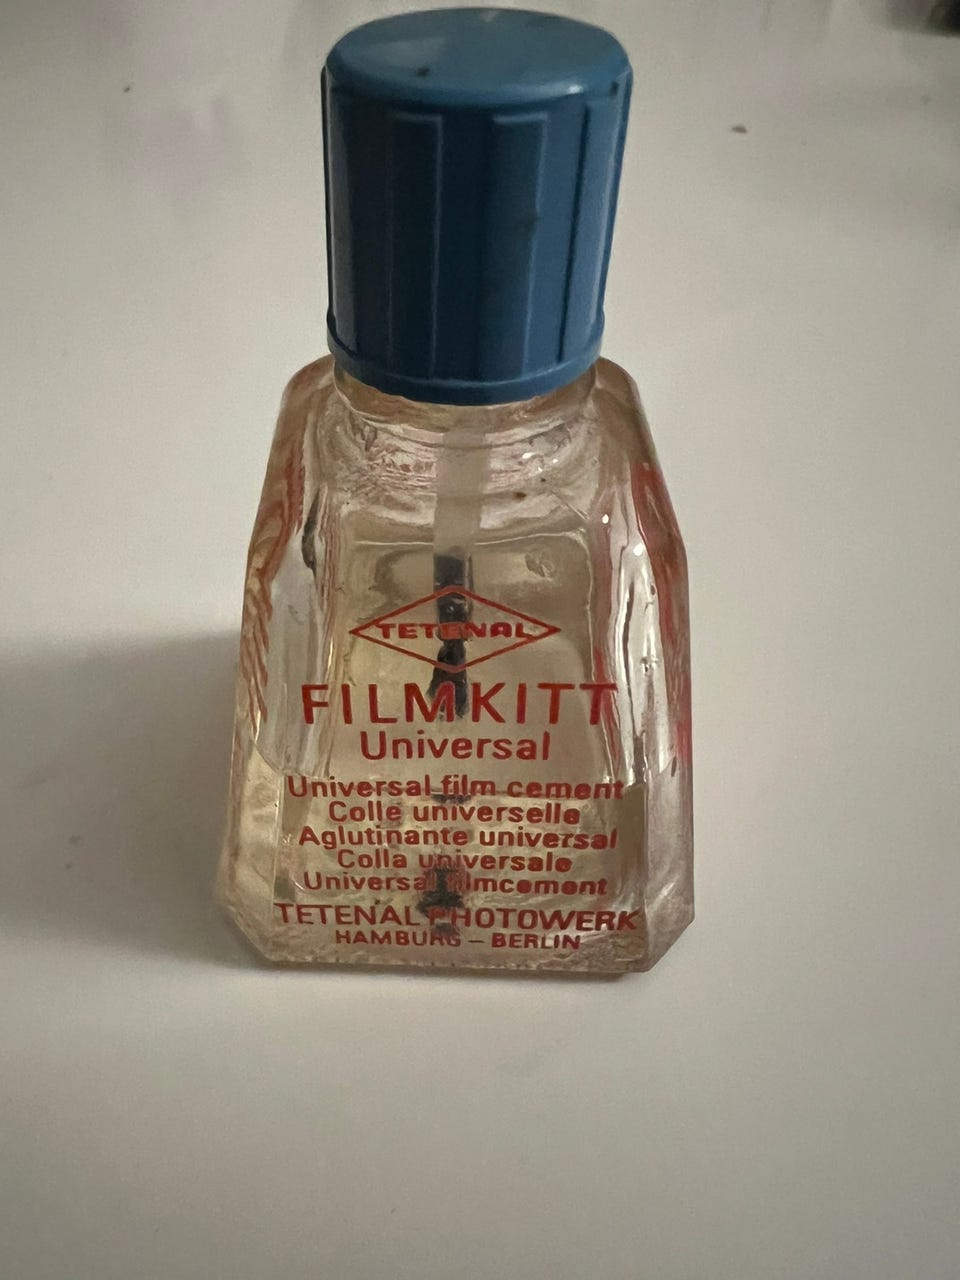 TETENAL
FILMKITT
Universal
Universal film cement
Colle universelle
Aglutinante universal
Colla universale
Universal filmcement
TETENAL PHOTOWERK
HAMBURG – BERLIN